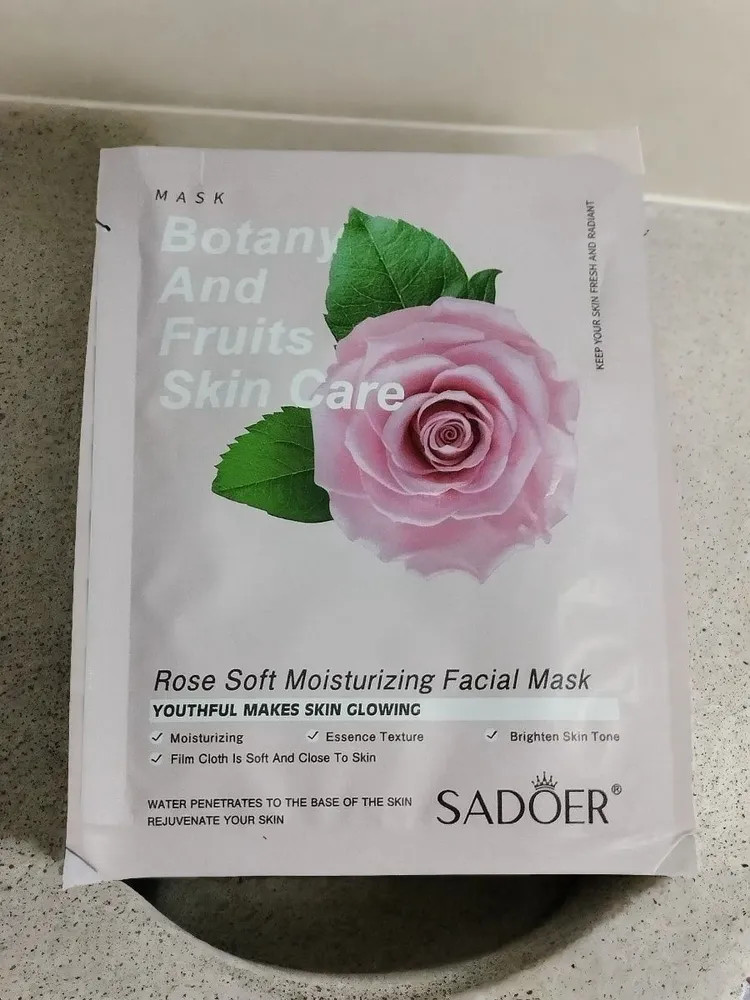 MASK
Botany
And
Fruits
Skin Care
KEEP YOUR SKIN FRESH AND RADIANT
Rose Soft Moisturizing Facial Mask
YOUTHFUL MAKES SKIN GLOWING
✓ Moisturizing ✓ Essence Texture ✓ Brighten Skin Tone
✓ Film Cloth Is Soft And Close To Skin
WATER PENETRATES TO THE BASE OF THE SKIN
REJUVENATE YOUR SKIN
SADOER®